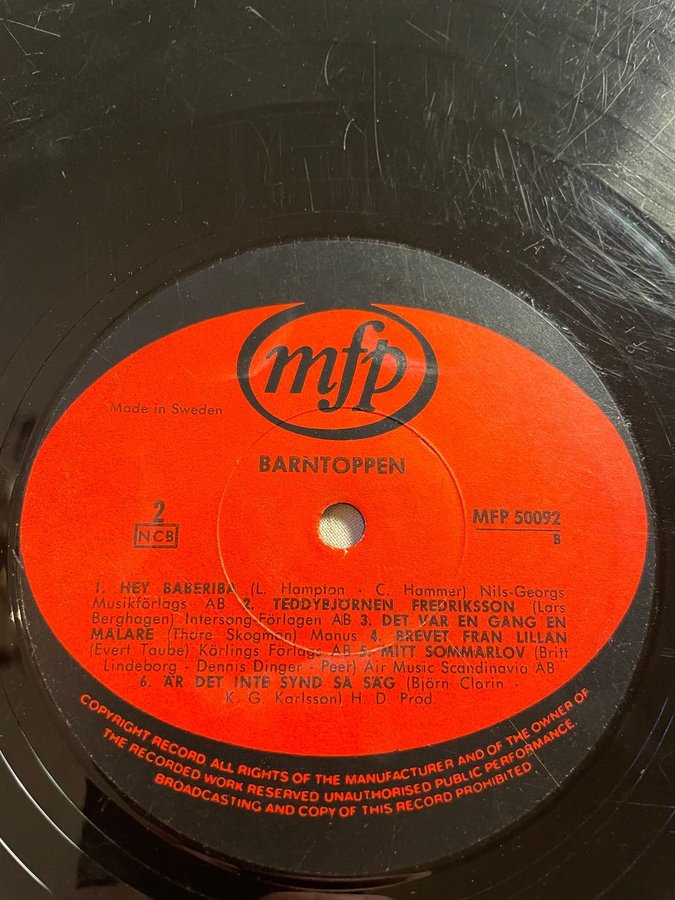 mfp
Made in Sweden
BARNTOPPEN
2
NCB
MFP 50092
B
1. HEY BABERIBA (L. Hampton - C. Hammer) Nils-Georgs
Musikförlags AB 2. TEDDYBJÖRNEN FREDRIKSSON (Lars
Berghagen) Intersong-Förlagen AB 3. DET VAR EN GÅNG EN
MÅLARE (Thore Skogman) Manus 4. BREVET FRÅN LILLAN
(Evert Taube) Körlings Förlags AB 5. MITT SOMMARLOV (Britt
Lindeborg - Dennis Dinger - Peer) Air Music Scandinavia AB
6. ÄR DET INTE SYND SÅ SÄG (Björn Clarin -
K. G. Karlsson) H. D. Prod.
COPYRIGHT RECORD. ALL RIGHTS OF THE MANUFACTURER AND OF THE OWNER OF
THE RECORDED WORK RESERVED UNAUTHORISED PUBLIC PERFORMANCE.
BROADCASTING AND COPY OF THIS RECORD PROHIBITED